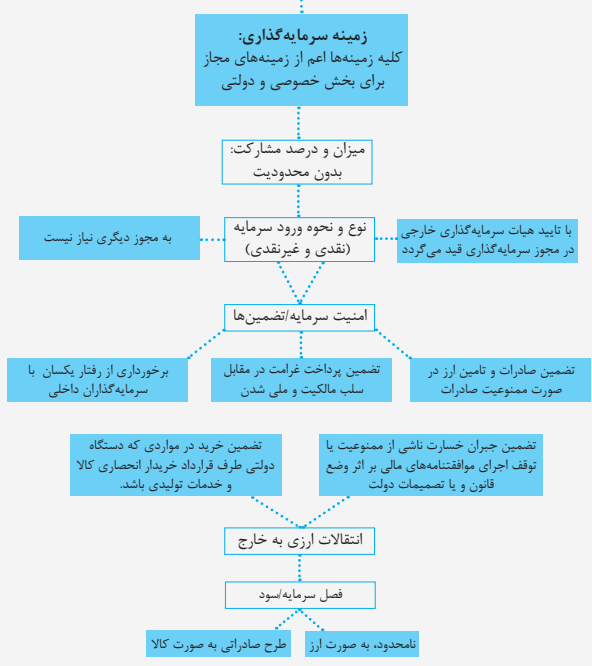 زمینه سرمایه‌گذاری:
کلیه زمینه‌ها اعم از زمینه‌های مجاز
برای بخش خصوصی و دولتی
میزان و درصد مشارکت:
بدون محدودیت
با تایید هیات سرمایه‌گذاری خارجی
در مجوز سرمایه‌گذاری قید می‌گردد
نوع و نحوه ورود سرمایه
(نقدی و غیرنقدی)
به مجوز دیگری نیاز نیست
امنیت سرمایه/تضمین‌ها
تضمین صادرات و تامین ارز در
صورت ممنوعیت صادرات
تضمین پرداخت غرامت در مقابل
سلب مالکیت و ملی شدن
برخورداری از رفتار یکسان با
سرمایه‌گذاران داخلی
تضمین جبران خسارت ناشی از ممنوعیت یا
توقف اجرای موافقتنامه‌های مالی بر اثر وضع
قانون و یا تصمیمات دولت
تضمین خرید در مواردی که دستگاه
دولتی طرف قرارداد خریدار انحصاری کالا
و خدمات تولیدی باشد.
انتقالات ارزی به خارج
فصل سرمایه/سود
نامحدود، به صورت ارز
طرح صادراتی به صورت کالا